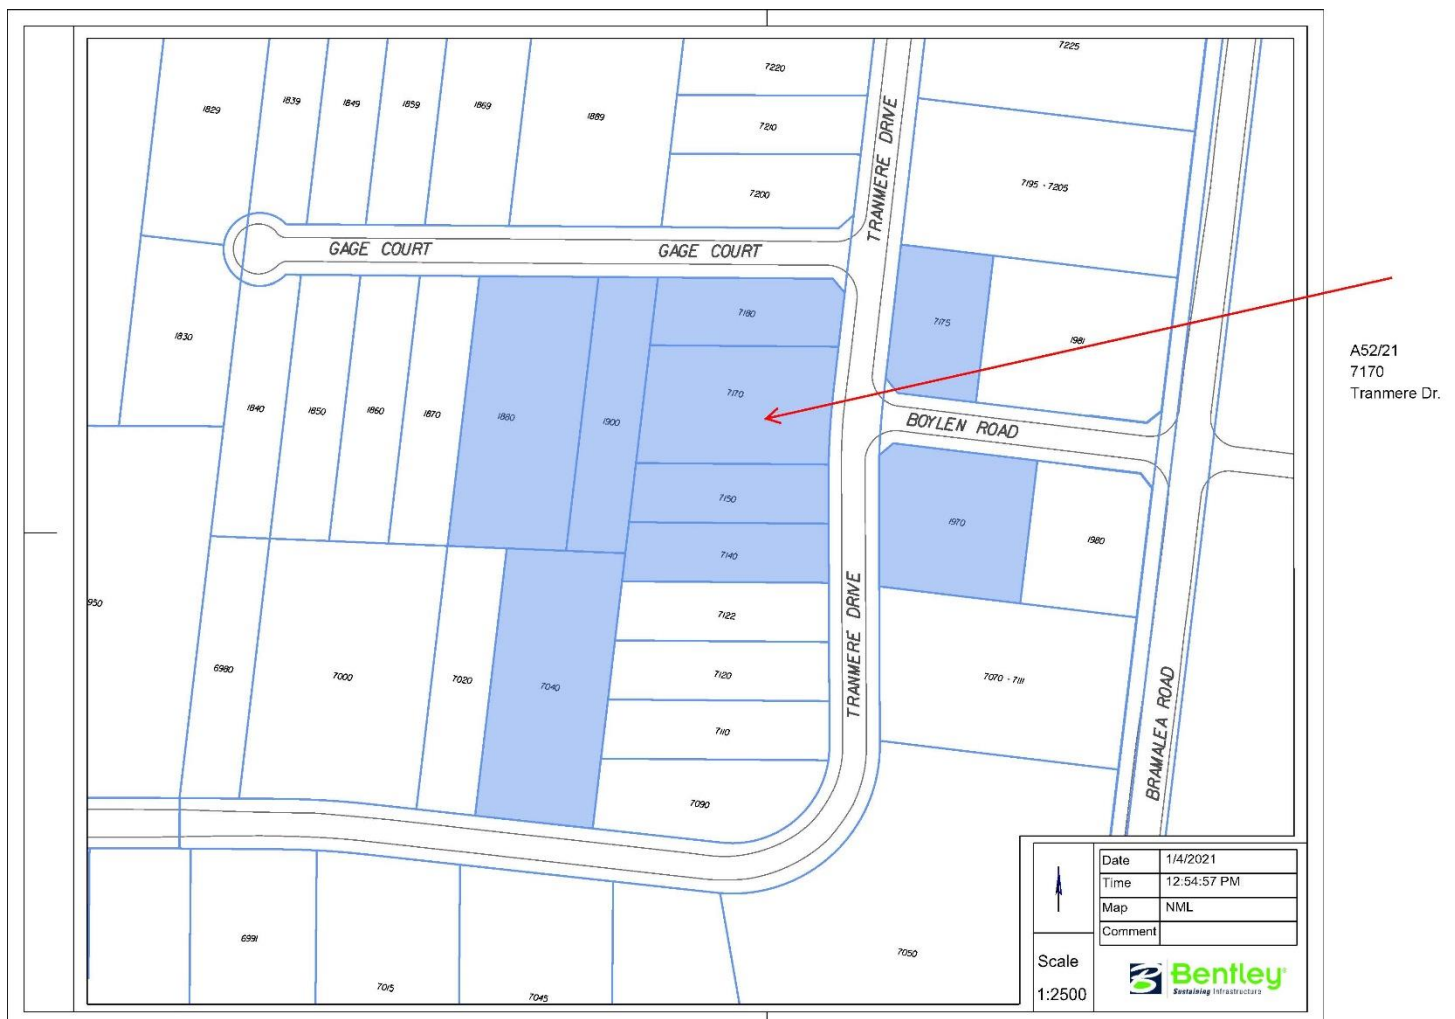 7225
7220
1829
1839
1849
1859
1869
1889
7210
7200
TRANMERE DRIVE
7195 - 7205
GAGE COURT
GAGE COURT
1830
7180
7175
1981
A52/21
7170
Tranmere Dr.
1840
1850
1860
1870
1880
1900
7170
BOYLEN ROAD
7150
7140
1970
1980
950
7122
TRANMERE DRIVE
6980
7000
7020
7040
7120
7070 - 7111
7110
BRAMALEA ROAD
7090
6991
7015
7045
7050
Date 1/4/2021
Time 12:54:57 PM
Map NML
Comment
Scale
1:2500
Bentley
Sustaining Infrastructure